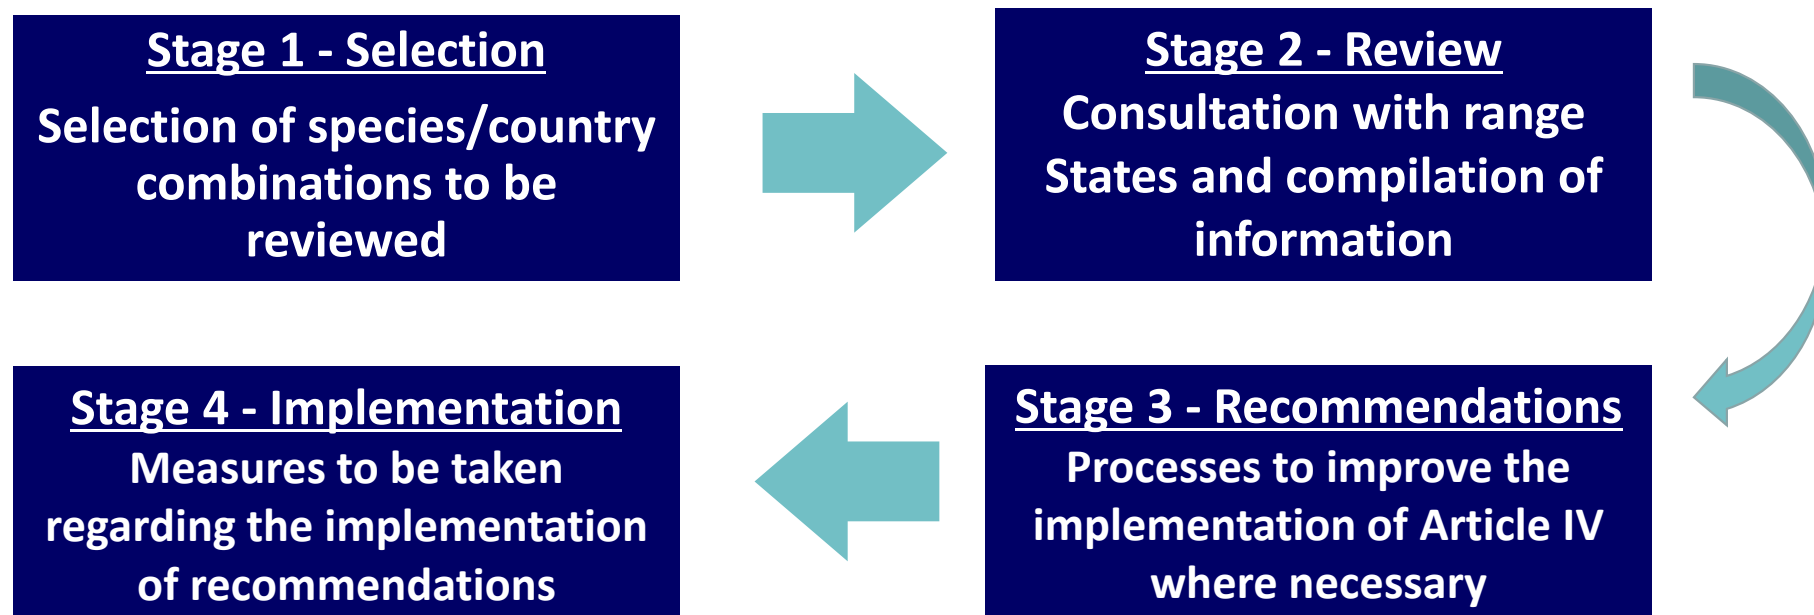 Stage 1 - Selection
Selection of species/country
combinations to be
reviewed
Stage 2 - Review
Consultation with range
States and compilation of
information
Stage 3 - Recommendations
Processes to improve the
implementation of Article IV
where necessary
Stage 4 - Implementation
Measures to be taken
regarding the implementation
of recommendations